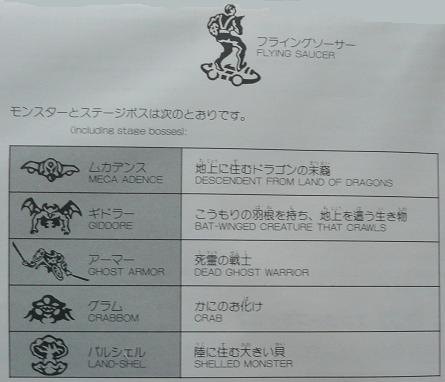 フライングソーサー
FLYING SAUCER
モンスターとステージボスは次のとおりです。
(including stage bosses):
ムカデンス
MECA ADENCE
地上に住むドラゴンの末裔
DESCENDENT FROM LAND OF DRAGONS
ギドラー
GIDDORE
こうもりの羽根を持ち、地上を這う生き物
BAT-WINGED CREATURE THAT CRAWLS
アーマー
GHOST ARMOR
死霊の戦士
DEAD GHOST WARRIOR
グラム
CRABBOM
かにのお化け
CRAB
パルシェル
LAND-SHEL
陸に住む大きい貝
SHELLED MONSTER